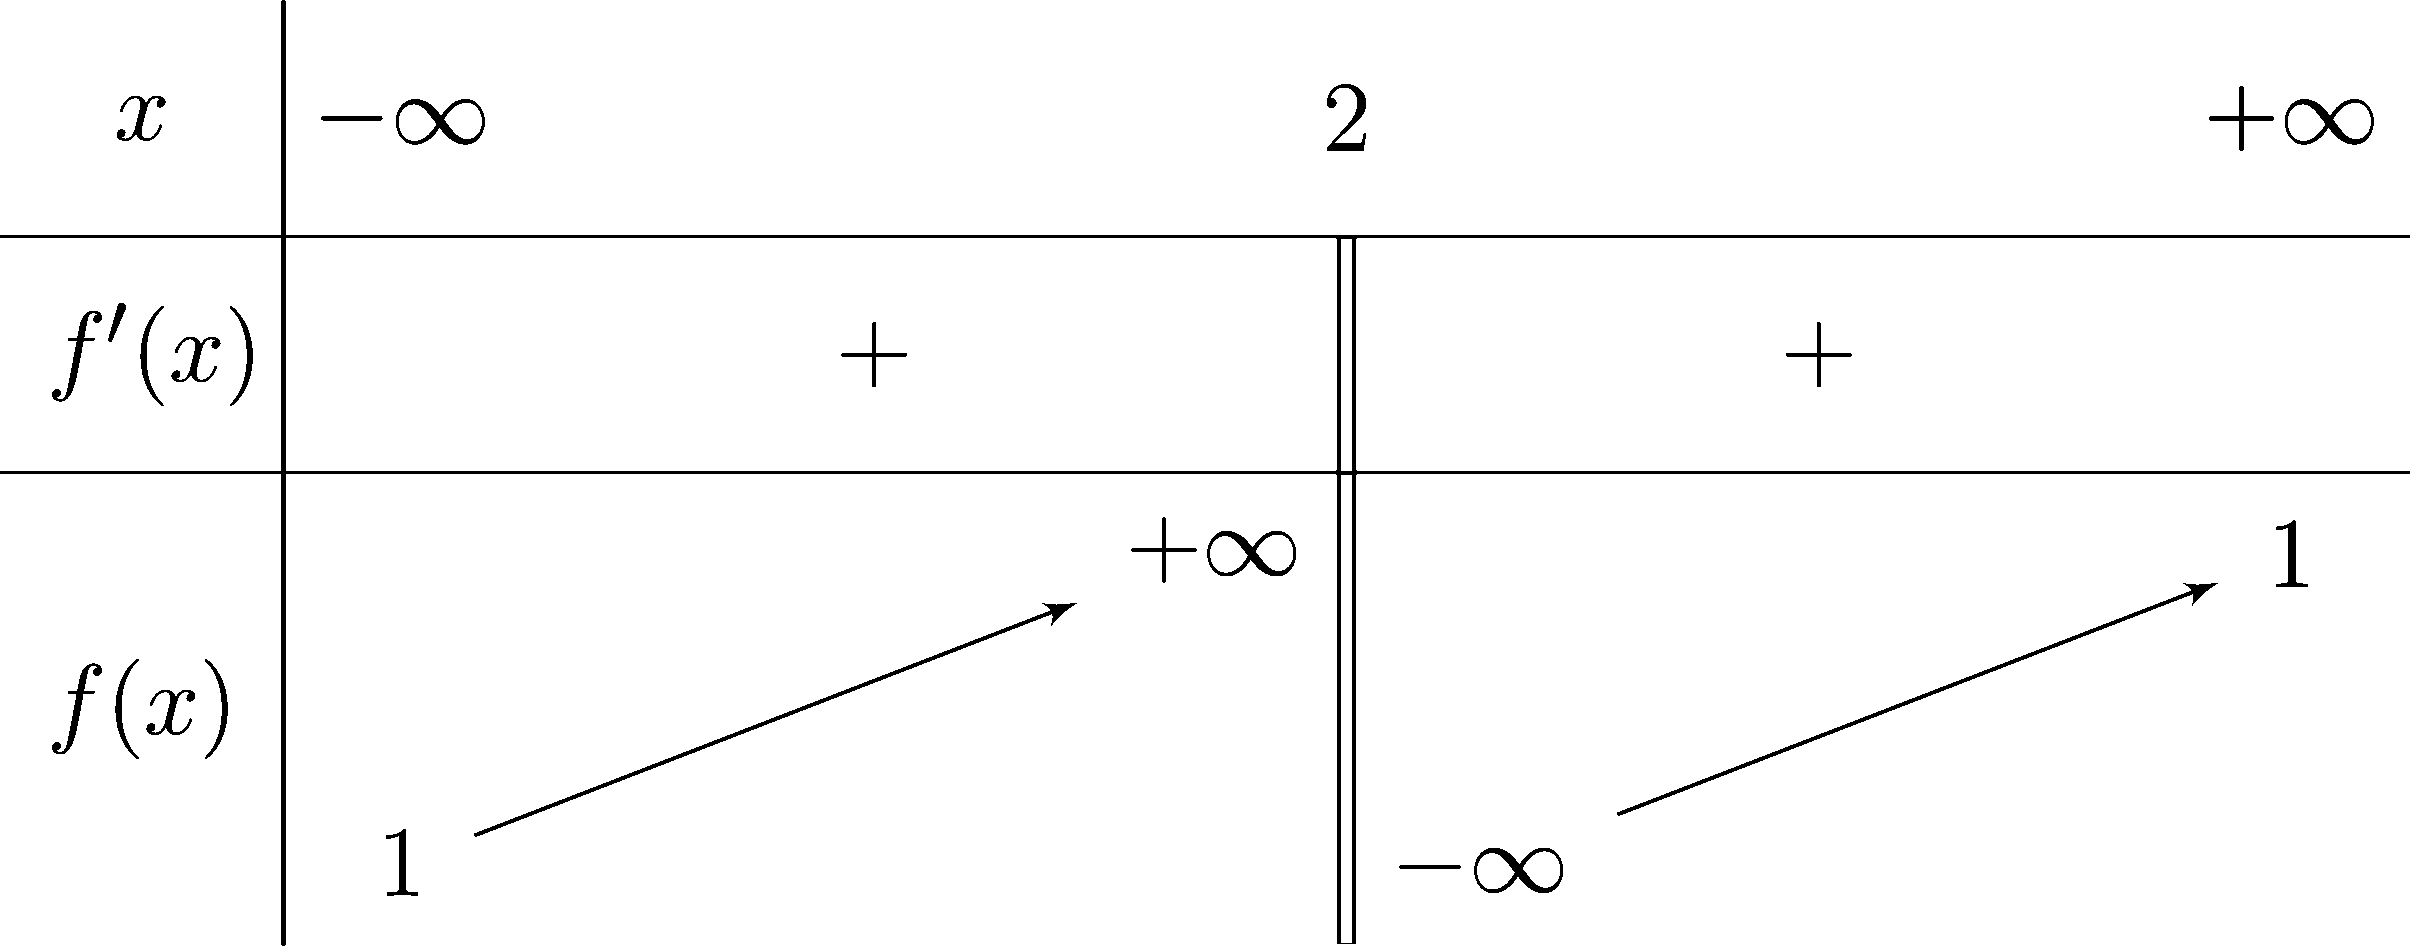 x −∞ 2 +∞
f′(x) + +
+∞ 1
f(x)
1 −∞